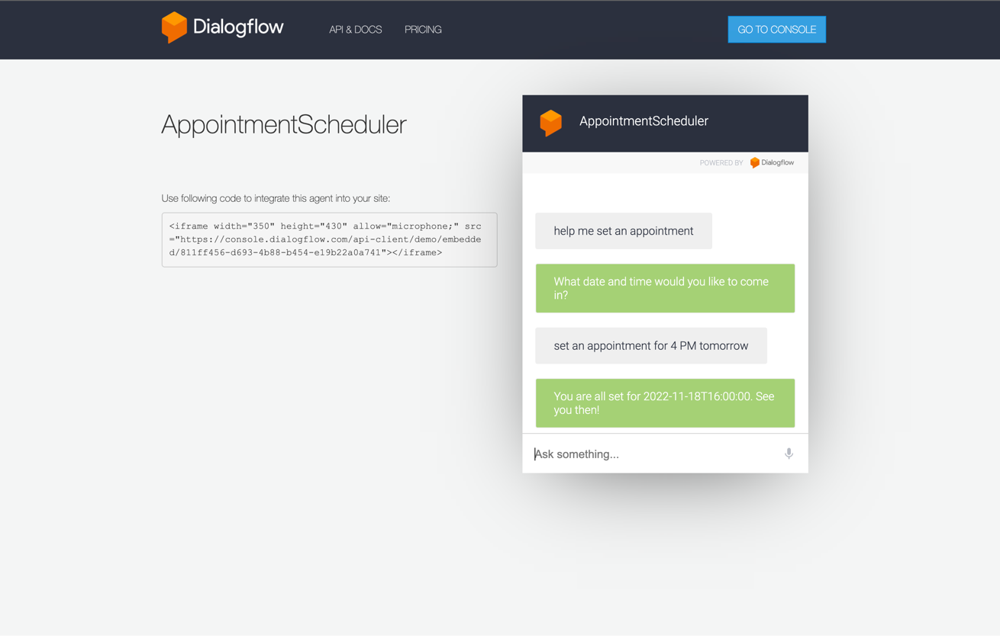 Dialogflow
API & DOCS
PRICING
GO TO CONSOLE
AppointmentScheduler
Use following code to integrate this agent into your site:
<iframe width="350" height="430" allow="microphone;" src
="https://console.dialogflow.com/api-client/demo/embedde
d/811ff456-d693-4b88-b454-e19b22a0a741"></iframe>
AppointmentScheduler
POWERED BY Dialogflow
help me set an appointment
What date and time would you like to come
in?
set an appointment for 4 PM tomorrow
You are all set for 2022-11-18T16:00:00. See
you then!
Ask something...